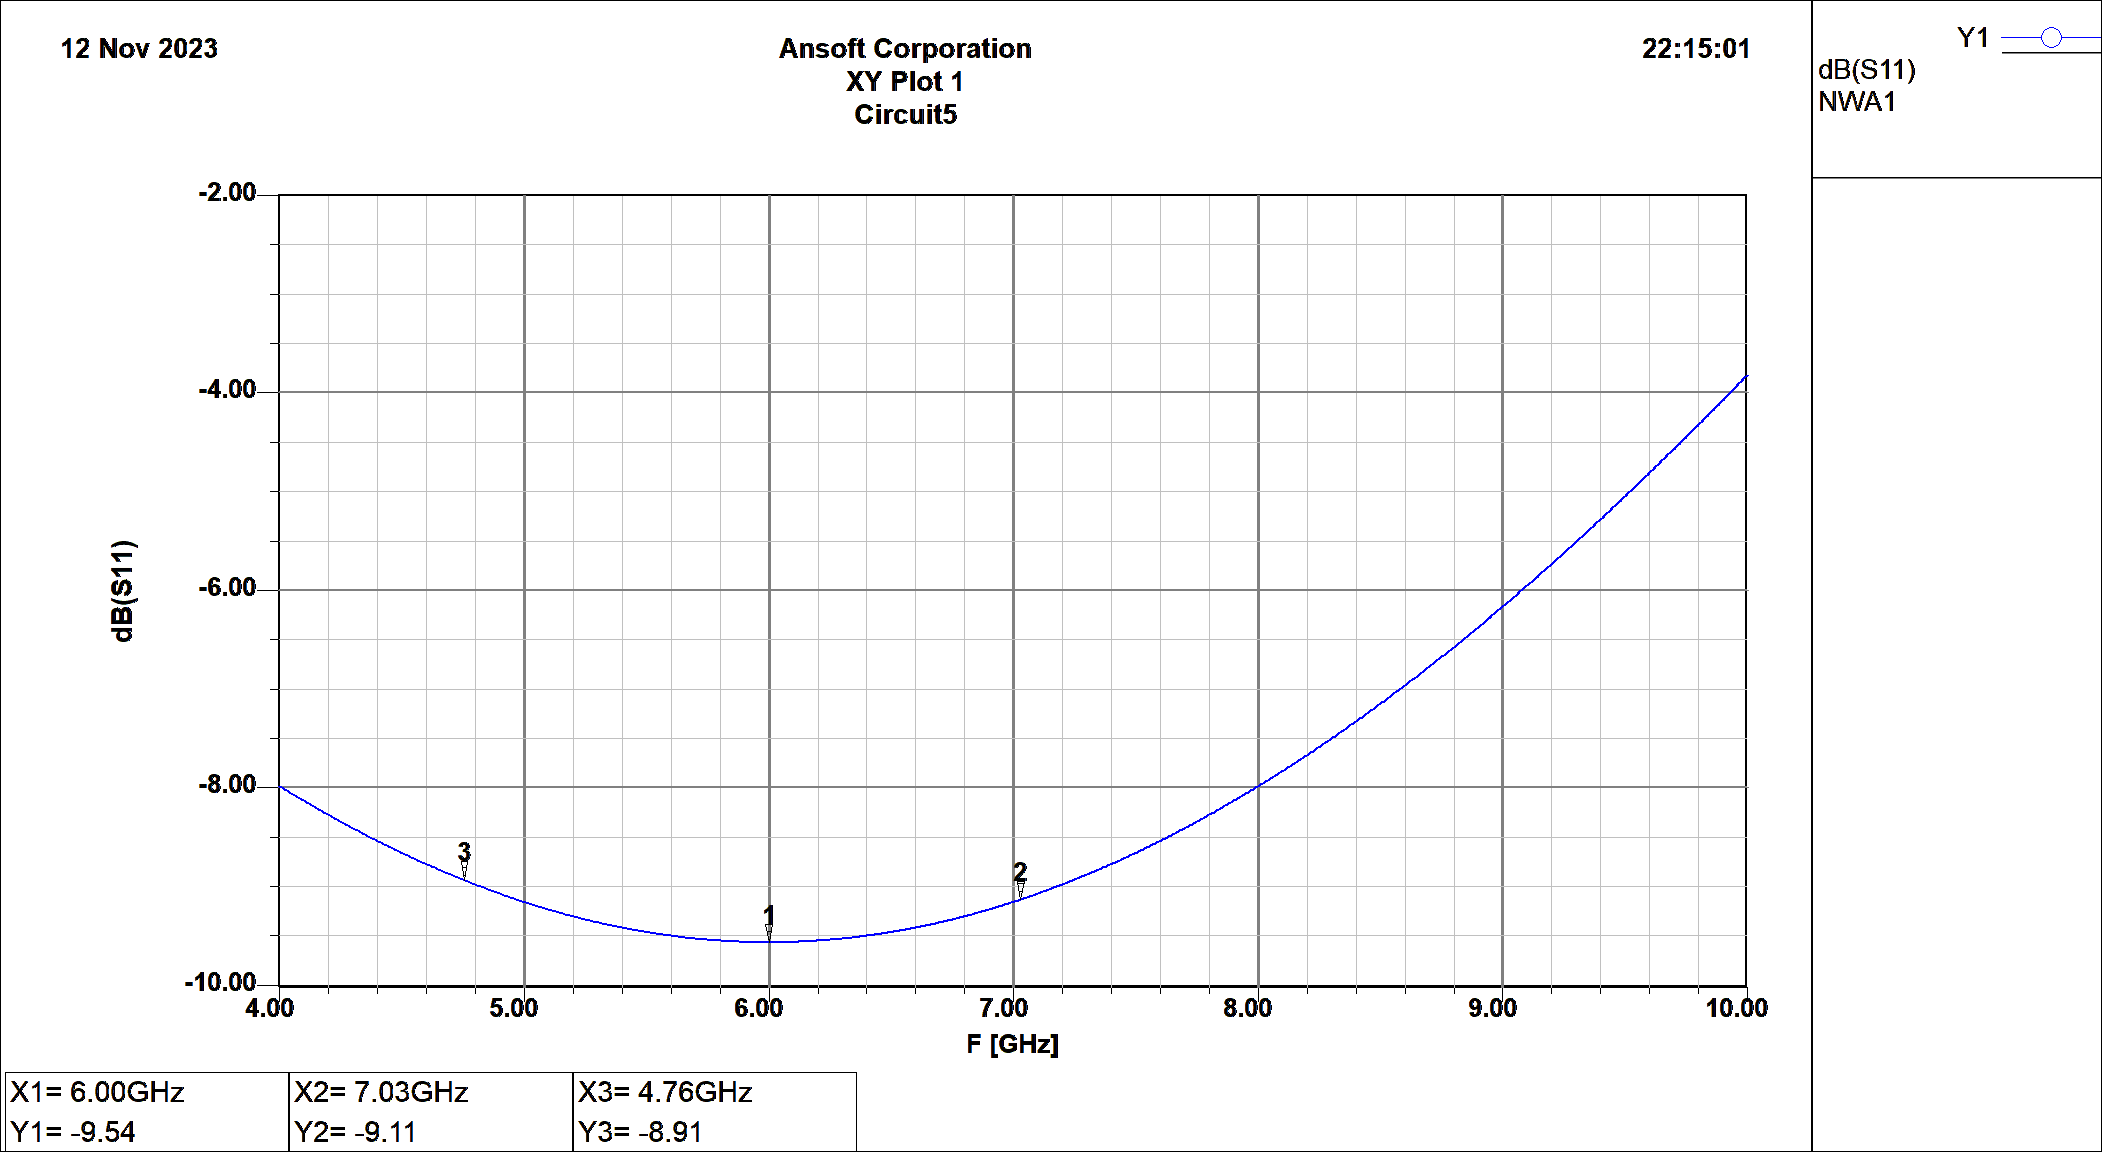 12 Nov 2023
Ansoft Corporation
22:15:01
XY Plot 1
Circuit5
Y1
dB(S11)
NWA1
-2.00
-4.00
-6.00
-8.00
-10.00
dB(S11)
3
1
2
4.00 5.00 6.00 7.00 8.00 9.00 10.00
F [GHz]
X1= 6.00GHz X2= 7.03GHz X3= 4.76GHz
Y1= -9.54 Y2= -9.11 Y3= -8.91